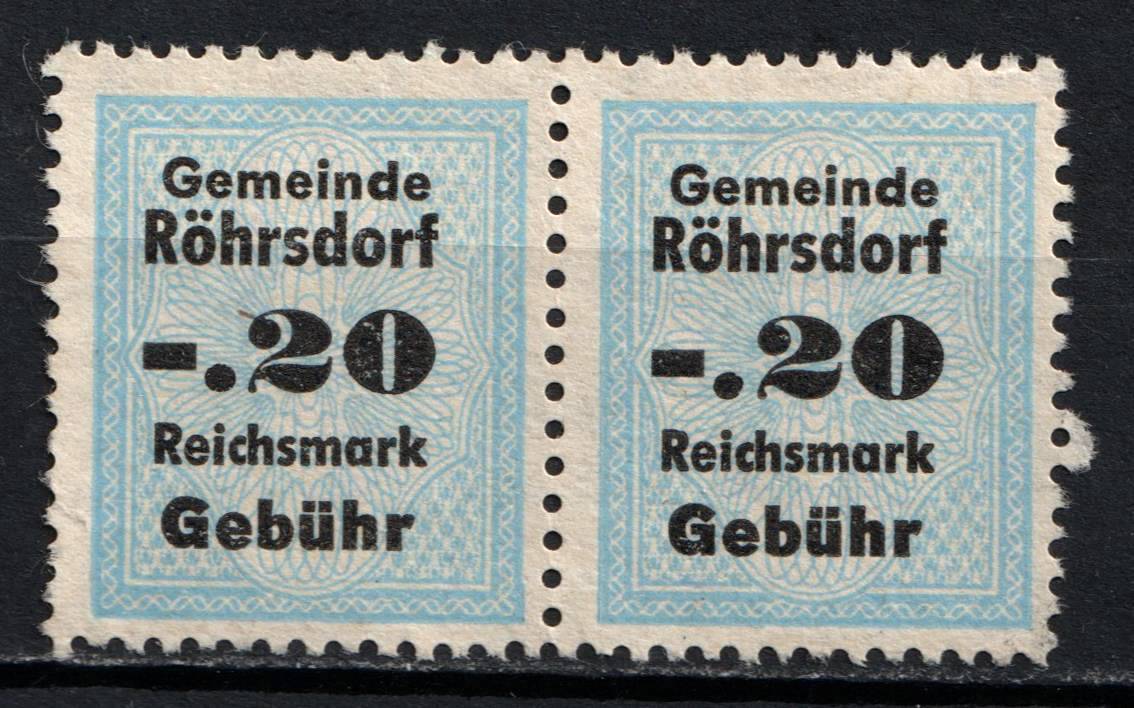 Gemeinde
Röhrsdorf
-.20
Reichsmark
Gebühr
Gemeinde
Röhrsdorf
-.20
Reichsmark
Gebühr